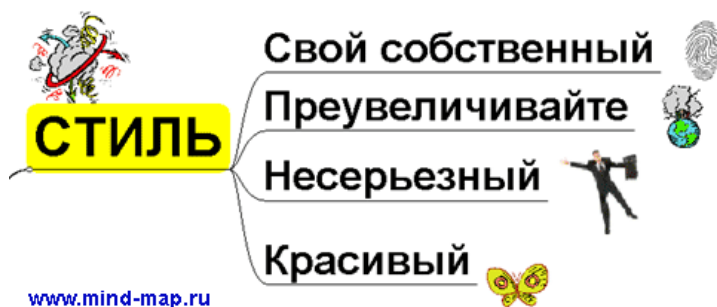 Свой собственный
Преувеличивайте
СТИЛЬ
Несерьезный
Красивый
www.mind-map.ru